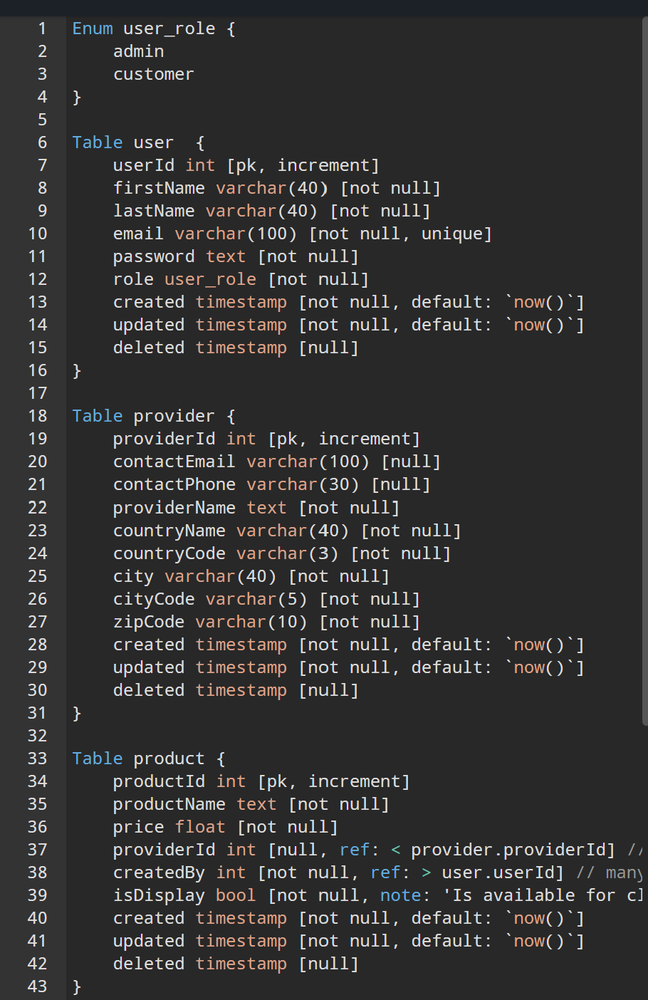 1 Enum user_role {
2 admin
3 customer
4 }
5
6 Table user  {
7 userId int [pk, increment]
8 firstName varchar(40) [not null]
9 lastName varchar(40) [not null]
10 email varchar(100) [not null, unique]
11 password text [not null]
12 role user_role [not null]
13 created timestamp [not null, default: `now()`]
14 updated timestamp [not null, default: `now()`]
15 deleted timestamp [null]
16 }
17
18 Table provider {
19 providerId int [pk, increment]
20 contactEmail varchar(100) [null]
21 contactPhone varchar(30) [null]
22 providerName text [not null]
23 countryName varchar(40) [not null]
24 countryCode varchar(3) [not null]
25 city varchar(40) [not null]
26 cityCode varchar(5) [not null]
27 zipCode varchar(10) [not null]
28 created timestamp [not null, default: `now()`]
29 updated timestamp [not null, default: `now()`]
30 deleted timestamp [null]
31 }
32
33 Table product {
34 productId int [pk, increment]
35 productName text [not null]
36 price float [not null]
37 providerId int [null, ref: < provider.providerId] //
38 createdBy int [not null, ref: > user.userId] // many
39 isDisplay bool [not null, note: 'Is available for cl
40 created timestamp [not null, default: `now()`]
41 updated timestamp [not null, default: `now()`]
42 deleted timestamp [null]
43 }